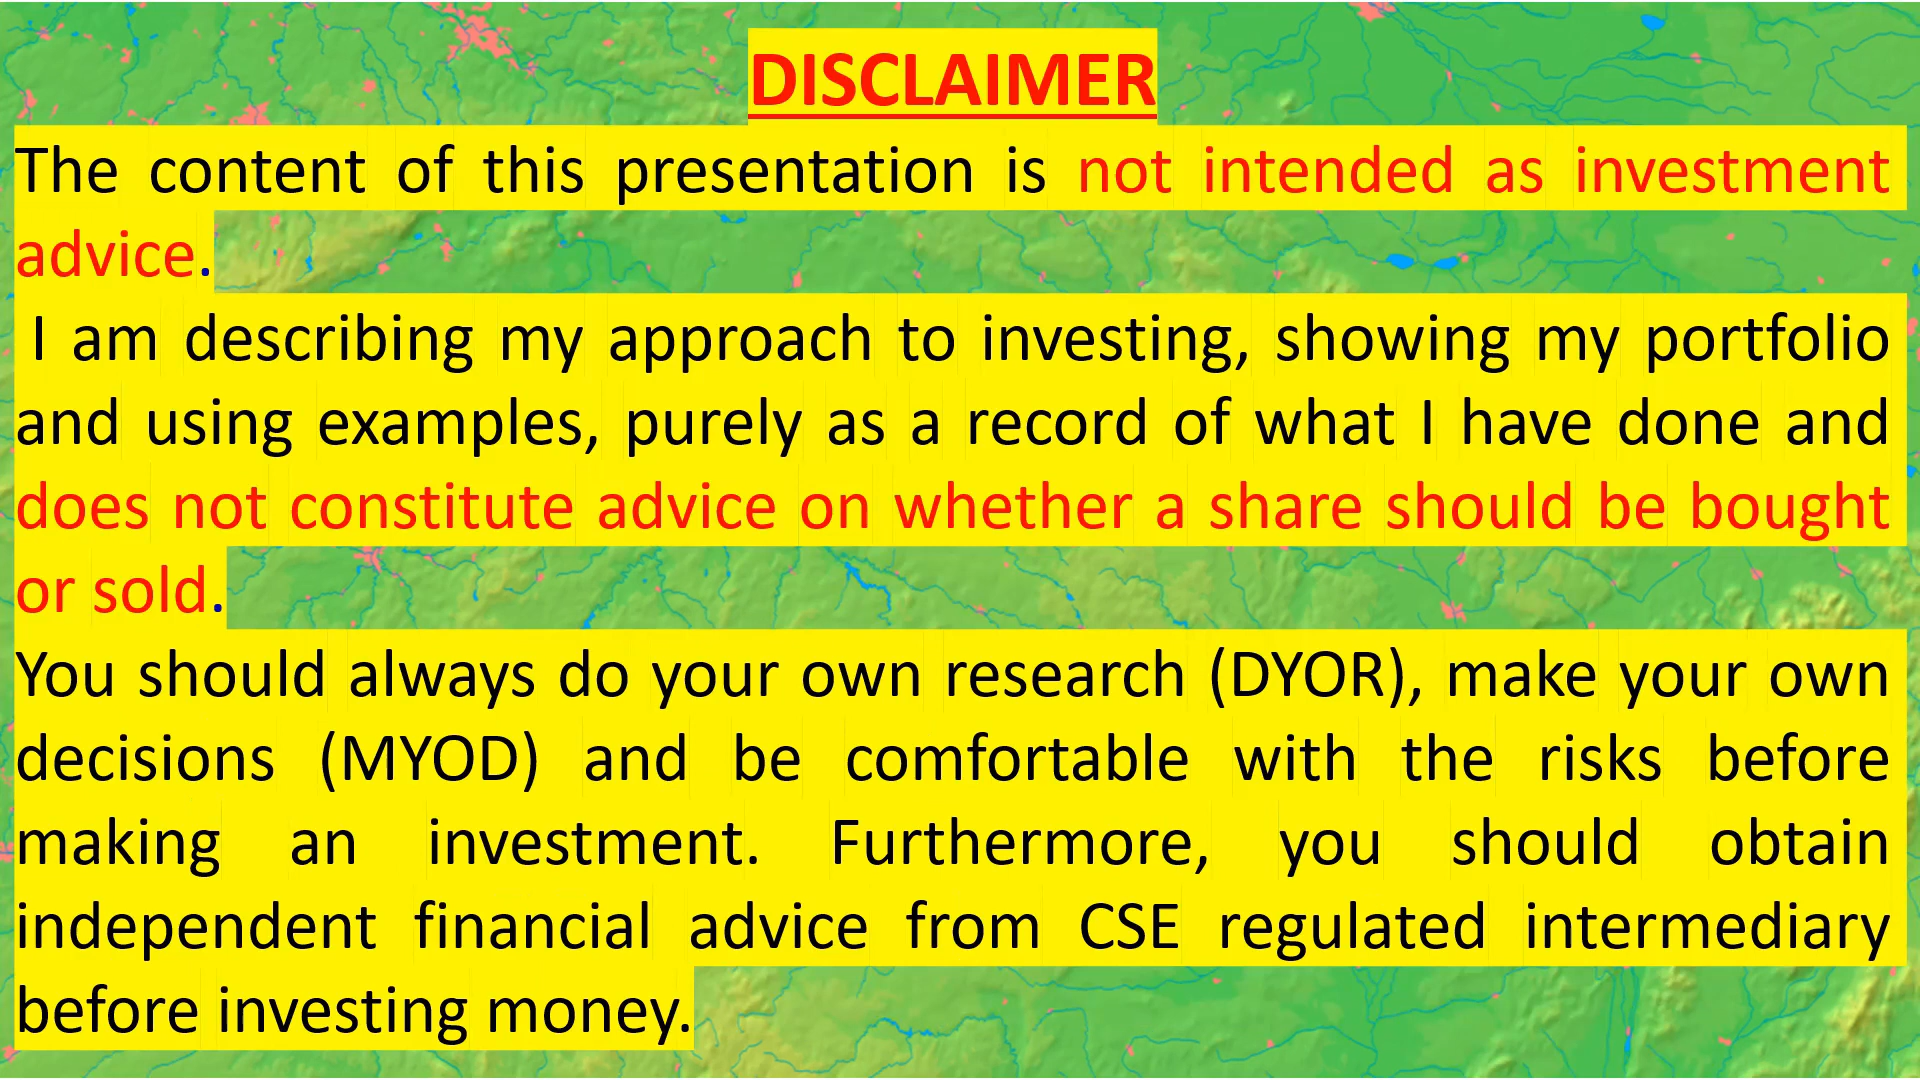 DISCLAIMER
The content of this presentation is not intended as investment
advice.
I am describing my approach to investing, showing my portfolio
and using examples, purely as a record of what I have done and
does not constitute advice on whether a share should be bought
or sold.
You should always do your own research (DYOR), make your own
decisions (MYOD) and be comfortable with the risks before
making an investment. Furthermore, you should obtain
independent financial advice from CSE regulated intermediary
before investing money.